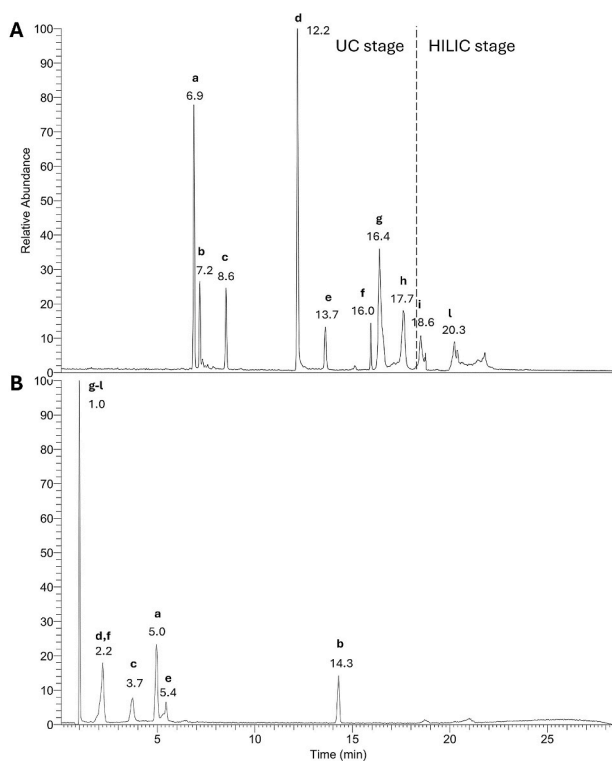 A
UC stage
HILIC stage
Relative Abundance
100
90
80
70
60
50
40
30
20
10
0
a
6.9
b
7.2
c
8.6
d
12.2
e
13.7
f
16.0
g
16.4
h
17.7
i
18.6
l
20.3
B
100
90
80
70
60
50
40
30
20
10
0
g-l
1.0
d,f
2.2
c
3.7
a
5.0
e
5.4
b
14.3
5
10
15
20
25
Time (min)